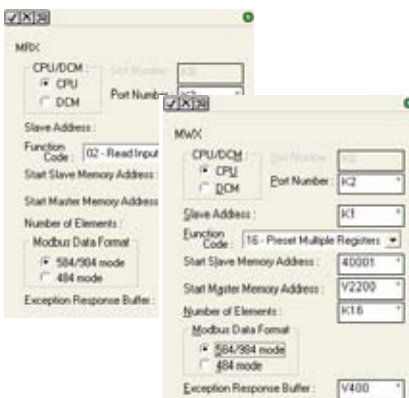 MRX
CPU/DCM :
Slot Number :
K0
CPU
DCM
Port Number :
Slave Address :
Function Code :
02 - Read Input
Start Slave Memory Address :
Start Master Memory Address
Number of Elements :
Modbus Data Format
584/984 mode
484 mode
Exception Response Buffer :
MWX
CPU/DCM :
Slot Number :
K0
CPU
DCM
Port Number :
K2
Slave Address :
K1
Function Code :
16 - Preset Multiple Registers
Start Slave Memory Address :
40001
Start Master Memory Address :
V2200
Number of Elements :
K16
Modbus Data Format
584/984 mode
484 mode
Exception Response Buffer :
V400